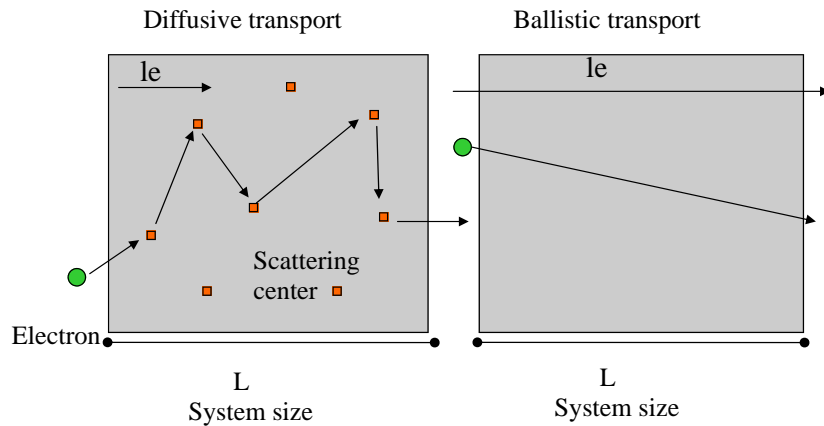 Diffusive transport
le
Scattering
center
Electron
L
System size
Ballistic transport
le
L
System size